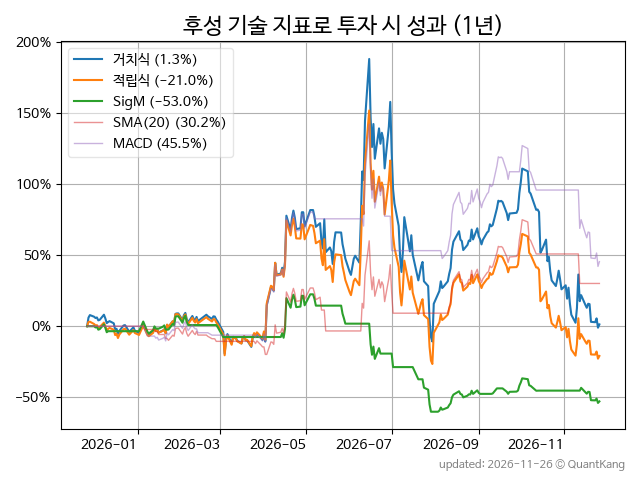 후성 기술 지표로 투자 시 성과 (1년)
200%
150%
100%
50%
0%
−50%
거치식 (1.3%)
적립식 (−21.0%)
SigM (−53.0%)
SMA(20) (30.2%)
MACD (45.5%)
2026-01 2026-03 2026-05 2026-07 2026-09 2026-11
updated: 2026-11-26 © QuantKang